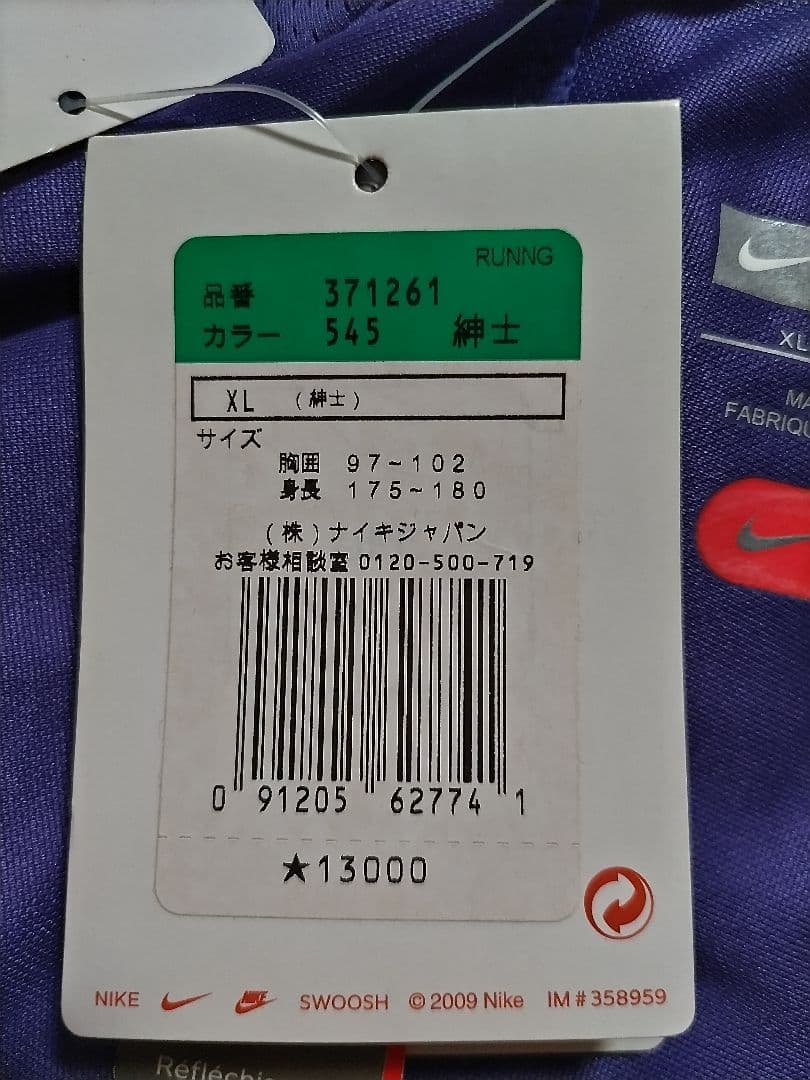 RUNNG
品番 371261
カラー 545 紳士
XL (紳士)
サイズ
胸囲 97~102
身長 175~180
(株)ナイキジャパン
お客様相談室 0120-500-719
0 91205 62774 1
★13000
NIKE SWOOSH © 2009 Nike IM # 358959
XL